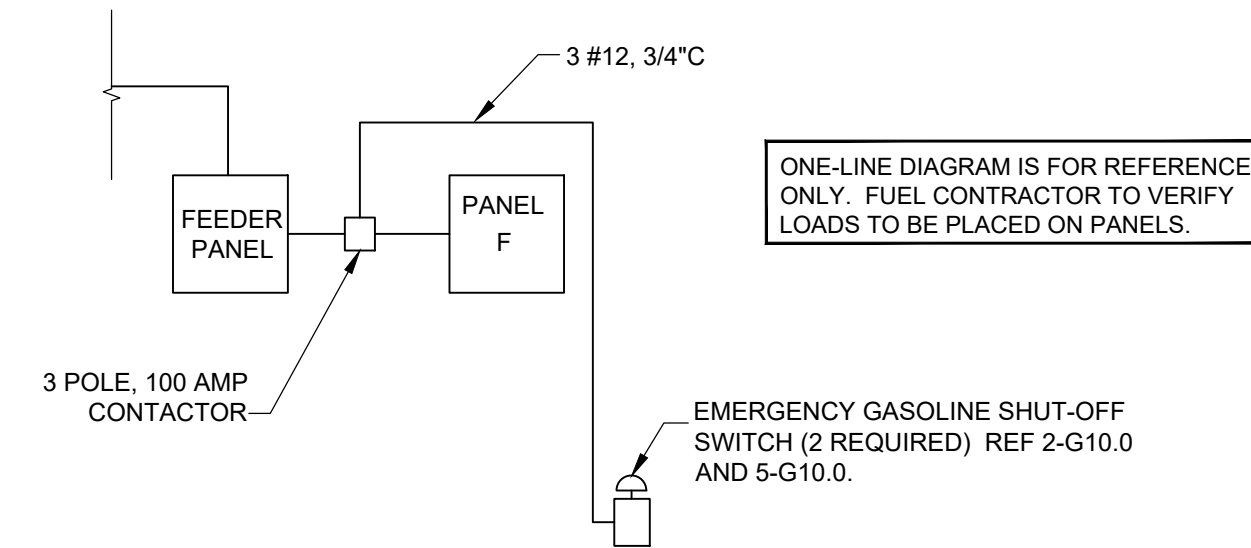 3 #12, 3/4"C
ONE-LINE DIAGRAM IS FOR REFERENCE
ONLY. FUEL CONTRACTOR TO VERIFY
LOADS TO BE PLACED ON PANELS.
FEEDER
PANEL
PANEL
F
3 POLE, 100 AMP
CONTACTOR
EMERGENCY GASOLINE SHUT-OFF
SWITCH (2 REQUIRED) REF 2-G10.0
AND 5-G10.0.